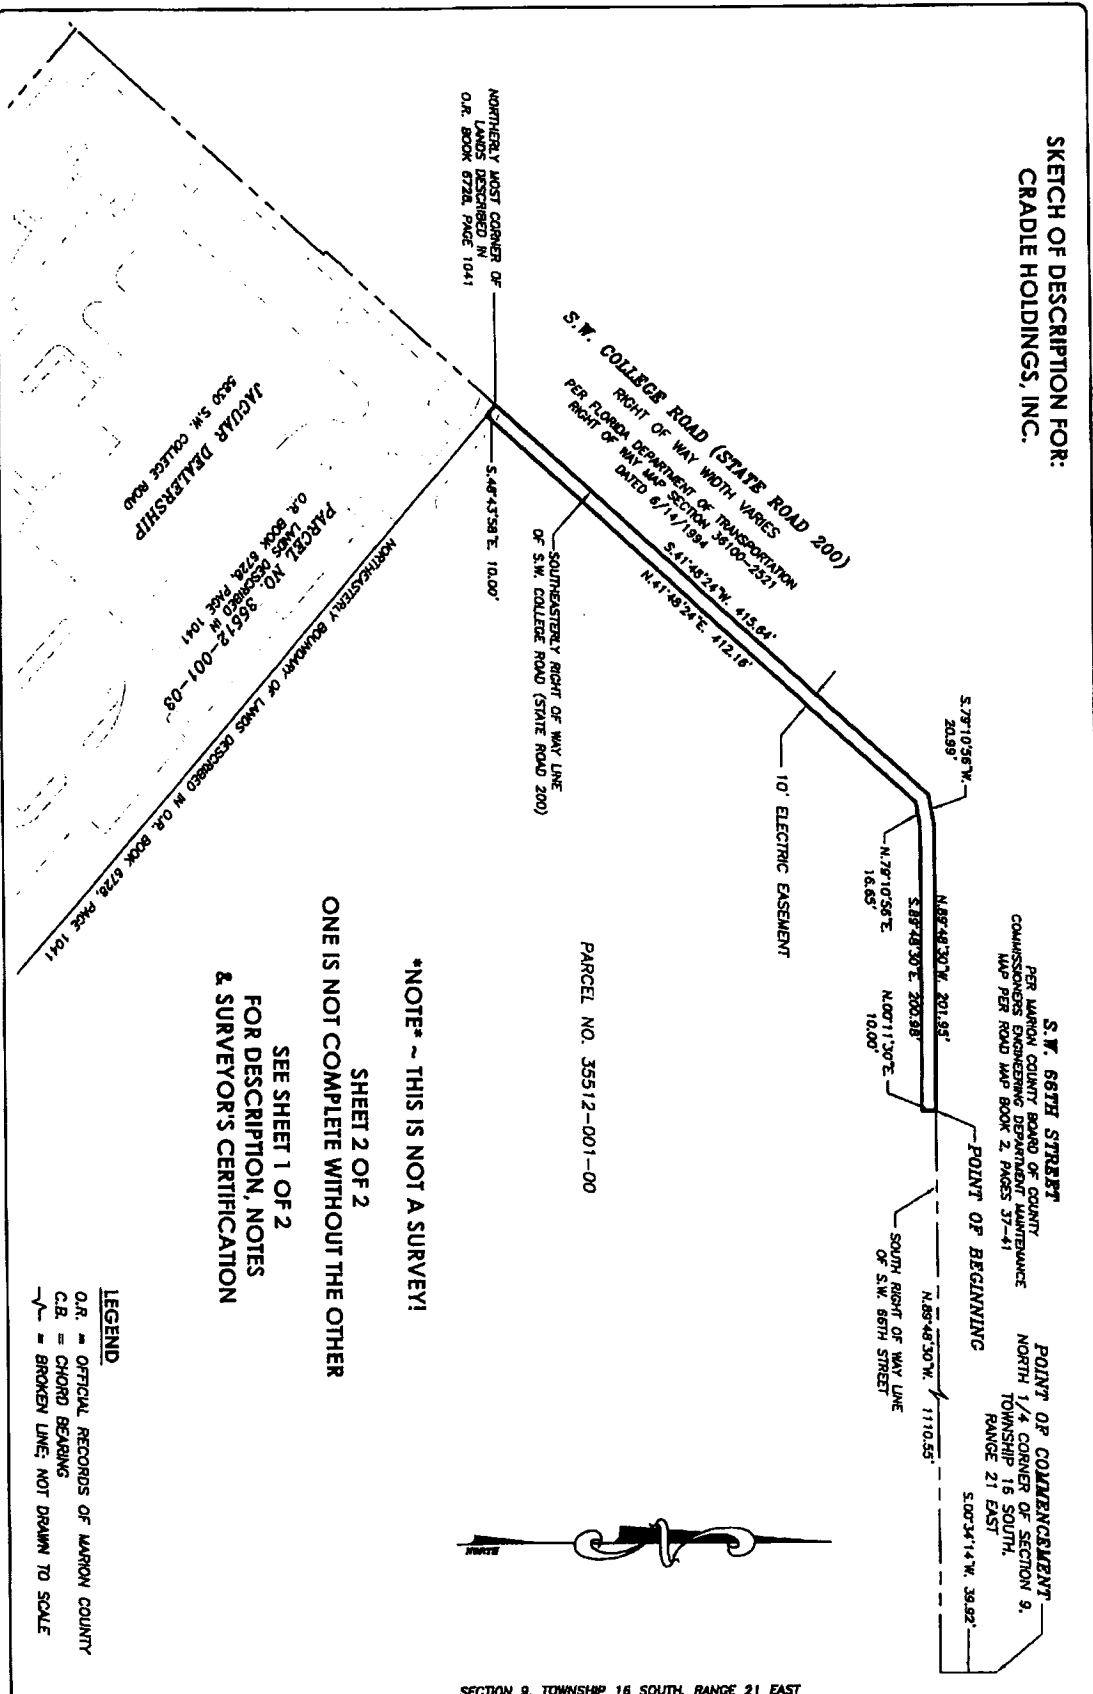 SKETCH OF DESCRIPTION FOR:
CRADLE HOLDINGS, INC.
S.W. 66TH STREET
PER MARION COUNTY BOARD OF COUNTY
COMMISSIONERS ENGINEERING DEPARTMENT MAINTENANCE
MAP PER ROAD MAP BOOK 2, PAGES 37-41
POINT OF COMMENCEMENT
NORTH 1/4 CORNER OF SECTION 9,
TOWNSHIP 16 SOUTH,
RANGE 21 EAST
S.00°34'14"W. 39.92'
POINT OF BEGINNING
N.89°48'30"W. 1110.55'
SOUTH RIGHT OF WAY LINE
OF S.W. 66TH STREET
S.79°10'56"W.
20.99'
N.89°48'30"W. 201.95'
S.89°48'30"E. 200.98'
N.79°10'56"E.
16.65'
N.00°11'30"E.
10.00'
S.W. COLLEGE ROAD (STATE ROAD 200)
RIGHT OF WAY WIDTH VARIES
PER FLORIDA DEPARTMENT OF TRANSPORTATION
RIGHT OF WAY MAP SECTION 36100-2521
DATED 6/14/1994
S.41°48'24"W. 415.64'
N.41°48'24"E. 412.16'
10' ELECTRIC EASEMENT
SOUTHEASTERLY RIGHT OF WAY LINE
OF S.W. COLLEGE ROAD (STATE ROAD 200)
NORTHERLY MOST CORNER OF
LANDS DESCRIBED IN
O.R. BOOK 6728, PAGE 1041
S.48°43'58"E. 10.00'
PARCEL NO. 35512-001-00
JAGUAR DEALERSHIP
5830 S.W. COLLEGE ROAD
PARCEL NO. 35512-001-03
LANDS DESCRIBED IN
O.R. BOOK 6728, PAGE 1041
NORTHEASTERLY BOUNDARY OF LANDS DESCRIBED IN O.R. BOOK 6728, PAGE 1041
*NOTE* ~ THIS IS NOT A SURVEY!
SHEET 2 OF 2
ONE IS NOT COMPLETE WITHOUT THE OTHER
SEE SHEET 1 OF 2
FOR DESCRIPTION, NOTES
& SURVEYOR'S CERTIFICATION
NORTH
LEGEND
O.R. = OFFICIAL RECORDS OF MARION COUNTY
C.B. = CHORD BEARING
= BROKEN LINE; NOT DRAWN TO SCALE
SECTION 9, TOWNSHIP 16 SOUTH, RANGE 21 EAST